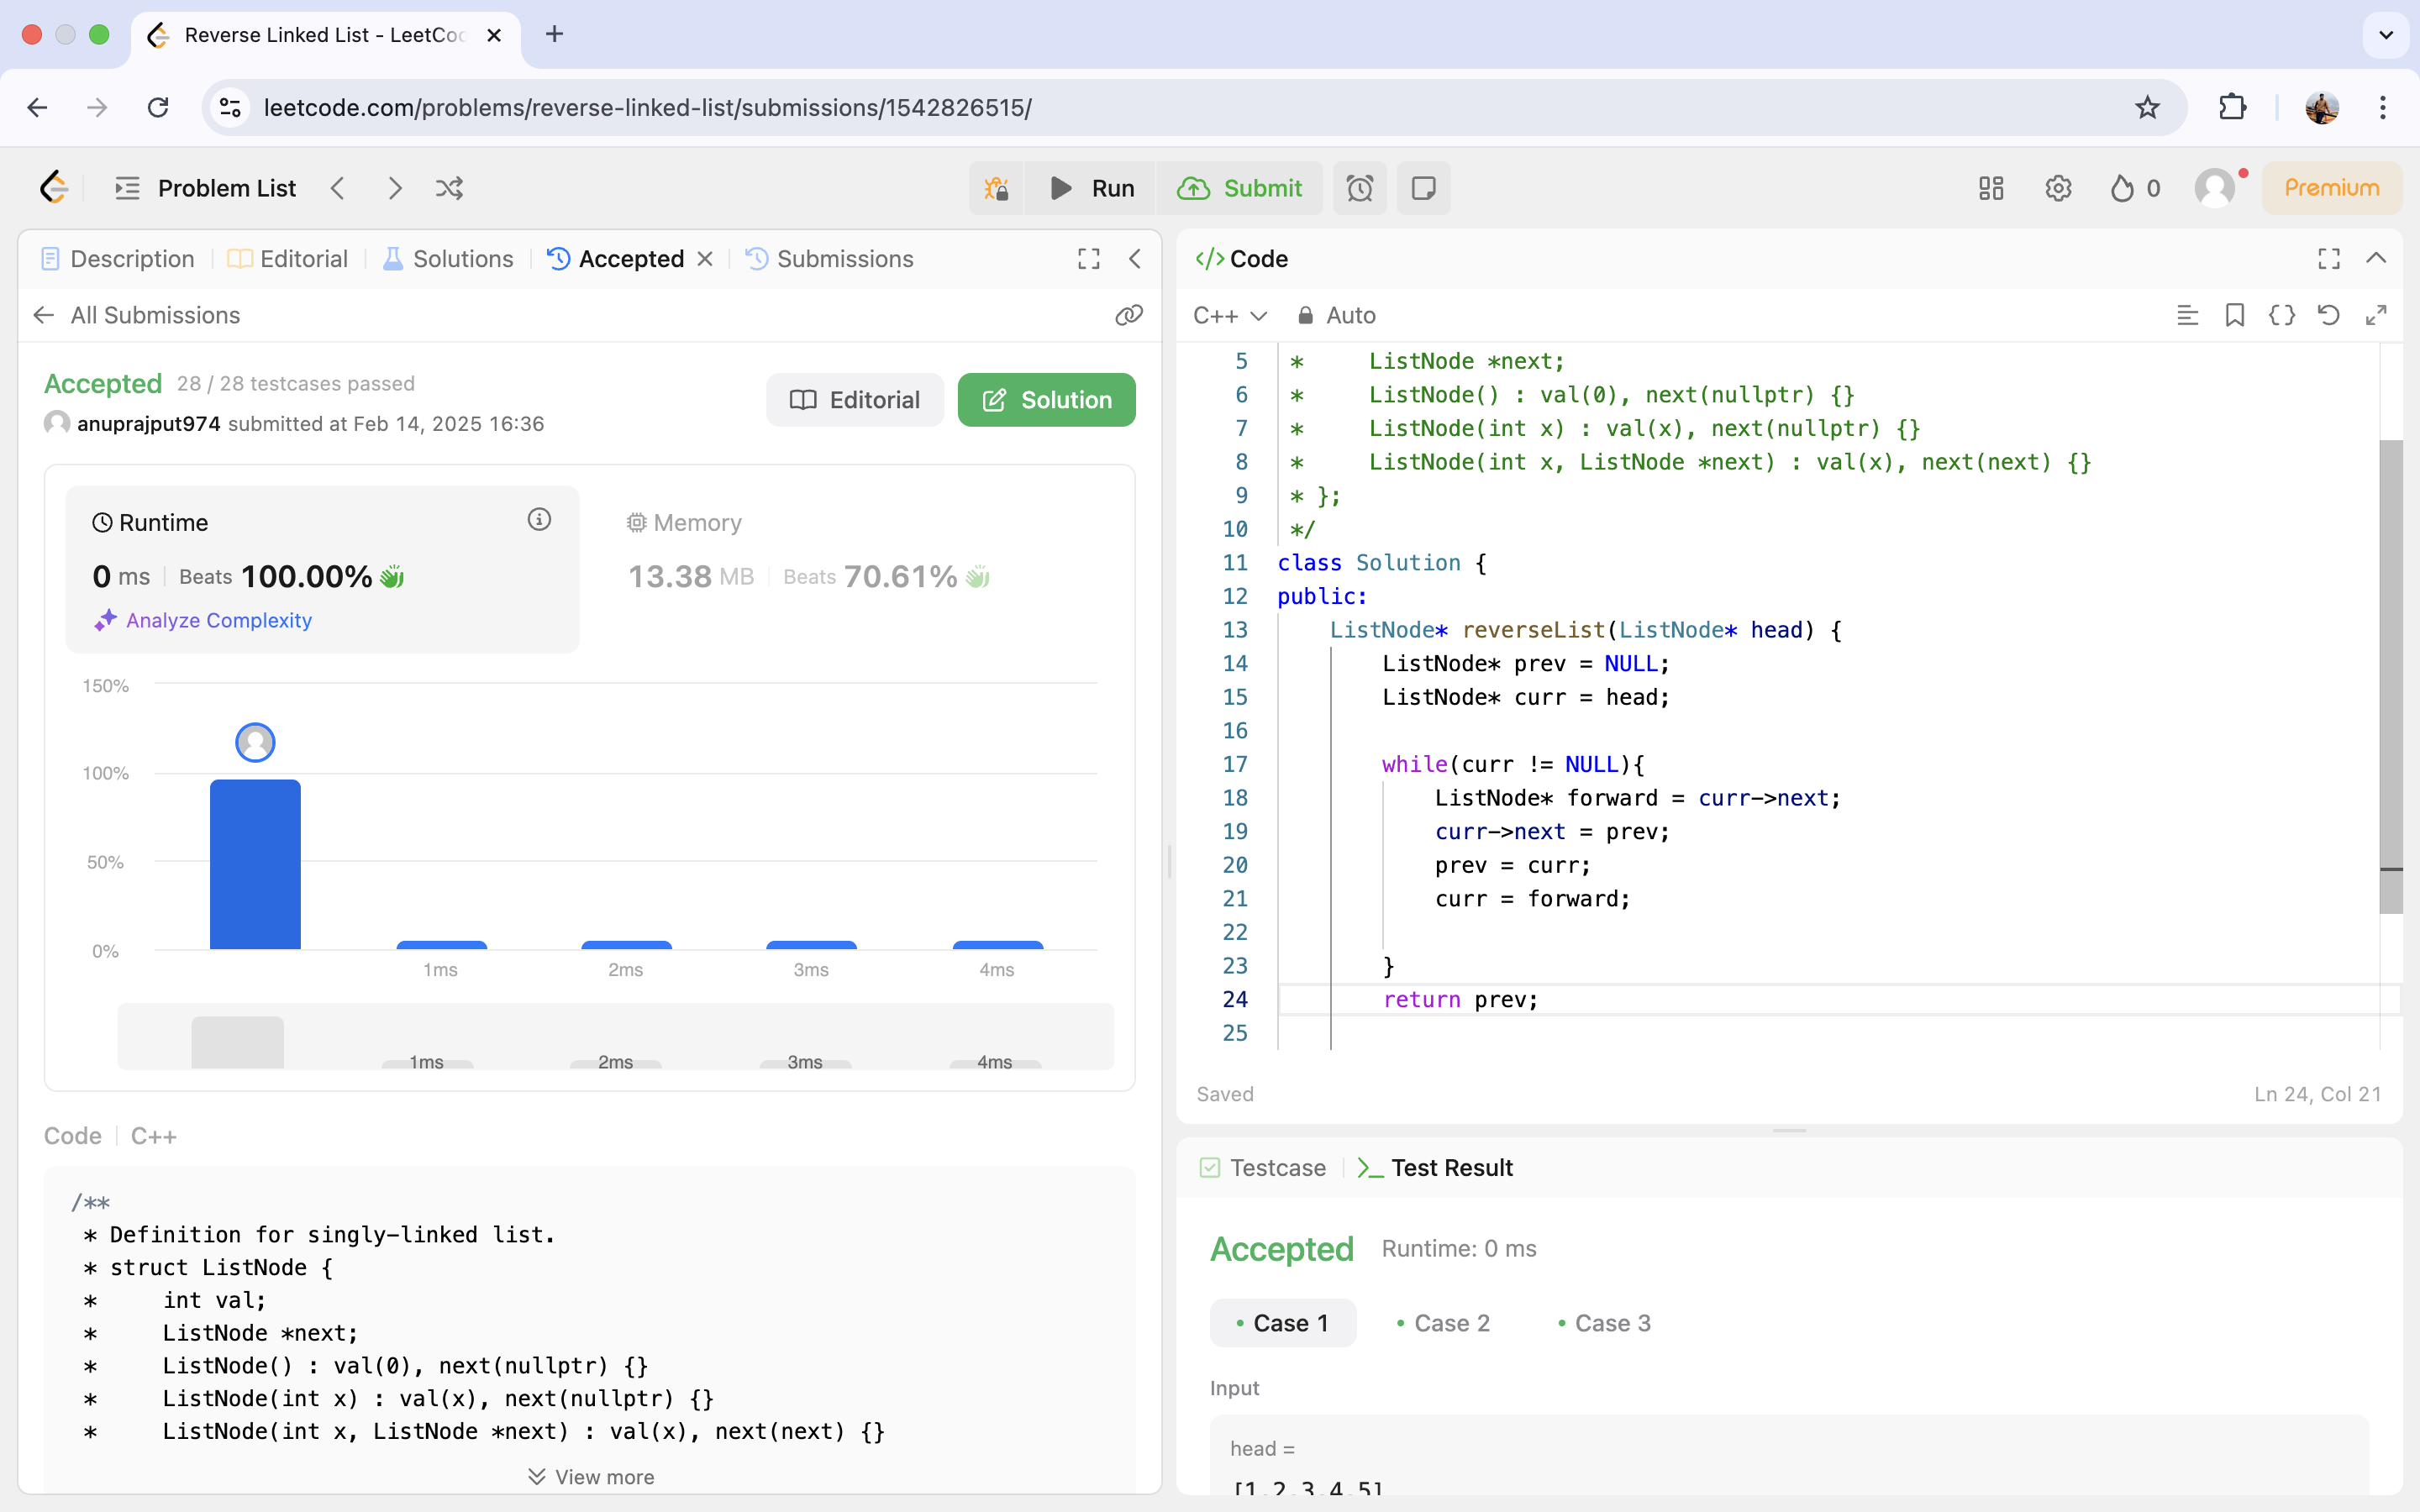 Reverse Linked List - LeetCo
leetcode.com/problems/reverse-linked-list/submissions/1542826515/
Problem List
Run
Submit
0
Premium
Description
Editorial
Solutions
Accepted
Submissions
All Submissions
Accepted 28 / 28 testcases passed
anuprajput974 submitted at Feb 14, 2025 16:36
Editorial
Solution
Runtime
0 ms Beats 100.00%
Analyze Complexity
Memory
13.38 MB Beats 70.61%
150%
100%
50%
0%
1ms 2ms 3ms 4ms
1ms 2ms 3ms 4ms
Code C++
/**
* Definition for singly-linked list.
* struct ListNode {
* int val;
* ListNode *next;
* ListNode() : val(0), next(nullptr) {}
* ListNode(int x) : val(x), next(nullptr) {}
* ListNode(int x, ListNode *next) : val(x), next(next) {}
View more
</> Code
C++ Auto
5 * ListNode *next;
6 * ListNode() : val(0), next(nullptr) {}
7 * ListNode(int x) : val(x), next(nullptr) {}
8 * ListNode(int x, ListNode *next) : val(x), next(next) {}
9 * };
10 */
11 class Solution {
12 public:
13 ListNode* reverseList(ListNode* head) {
14 ListNode* prev = NULL;
15 ListNode* curr = head;
16
17 while(curr != NULL){
18 ListNode* forward = curr->next;
19 curr->next = prev;
20 prev = curr;
21 curr = forward;
22
23 }
24 return prev;
25
Saved
Ln 24, Col 21
Testcase
Test Result
Accepted Runtime: 0 ms
Case 1
Case 2
Case 3
Input
head =
[1,2,3,4,5]